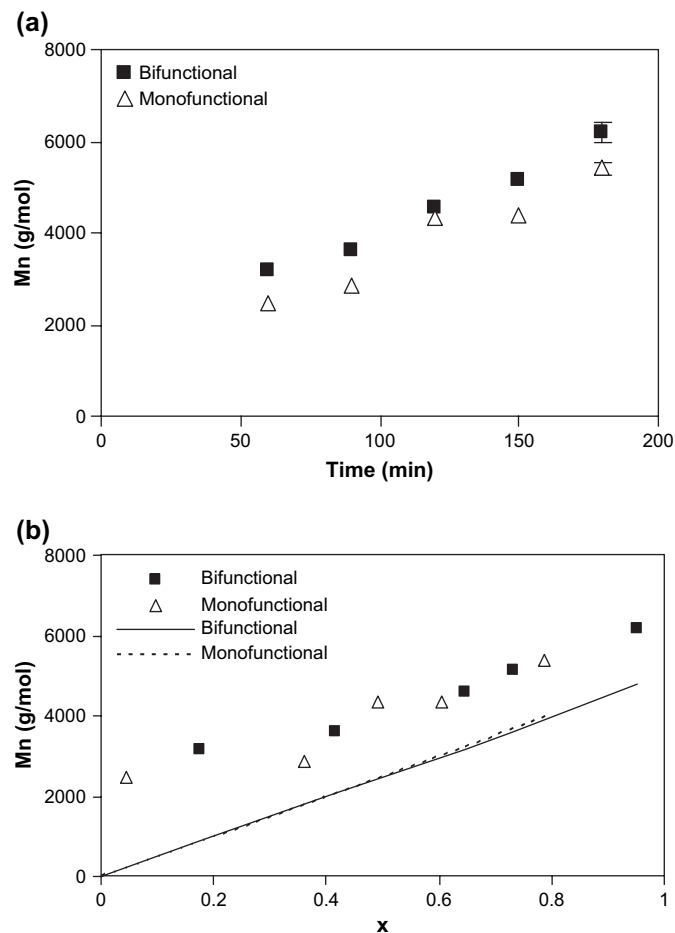 (a)
8000
6000
4000
2000
0
Mn (g/mol)
Bifunctional
Monofunctional
0 50 100 150 200
Time (min)
(b)
8000
6000
4000
2000
0
Mn (g/mol)
Bifunctional
Monofunctional
Bifunctional
Monofunctional
0 0.2 0.4 0.6 0.8 1
x